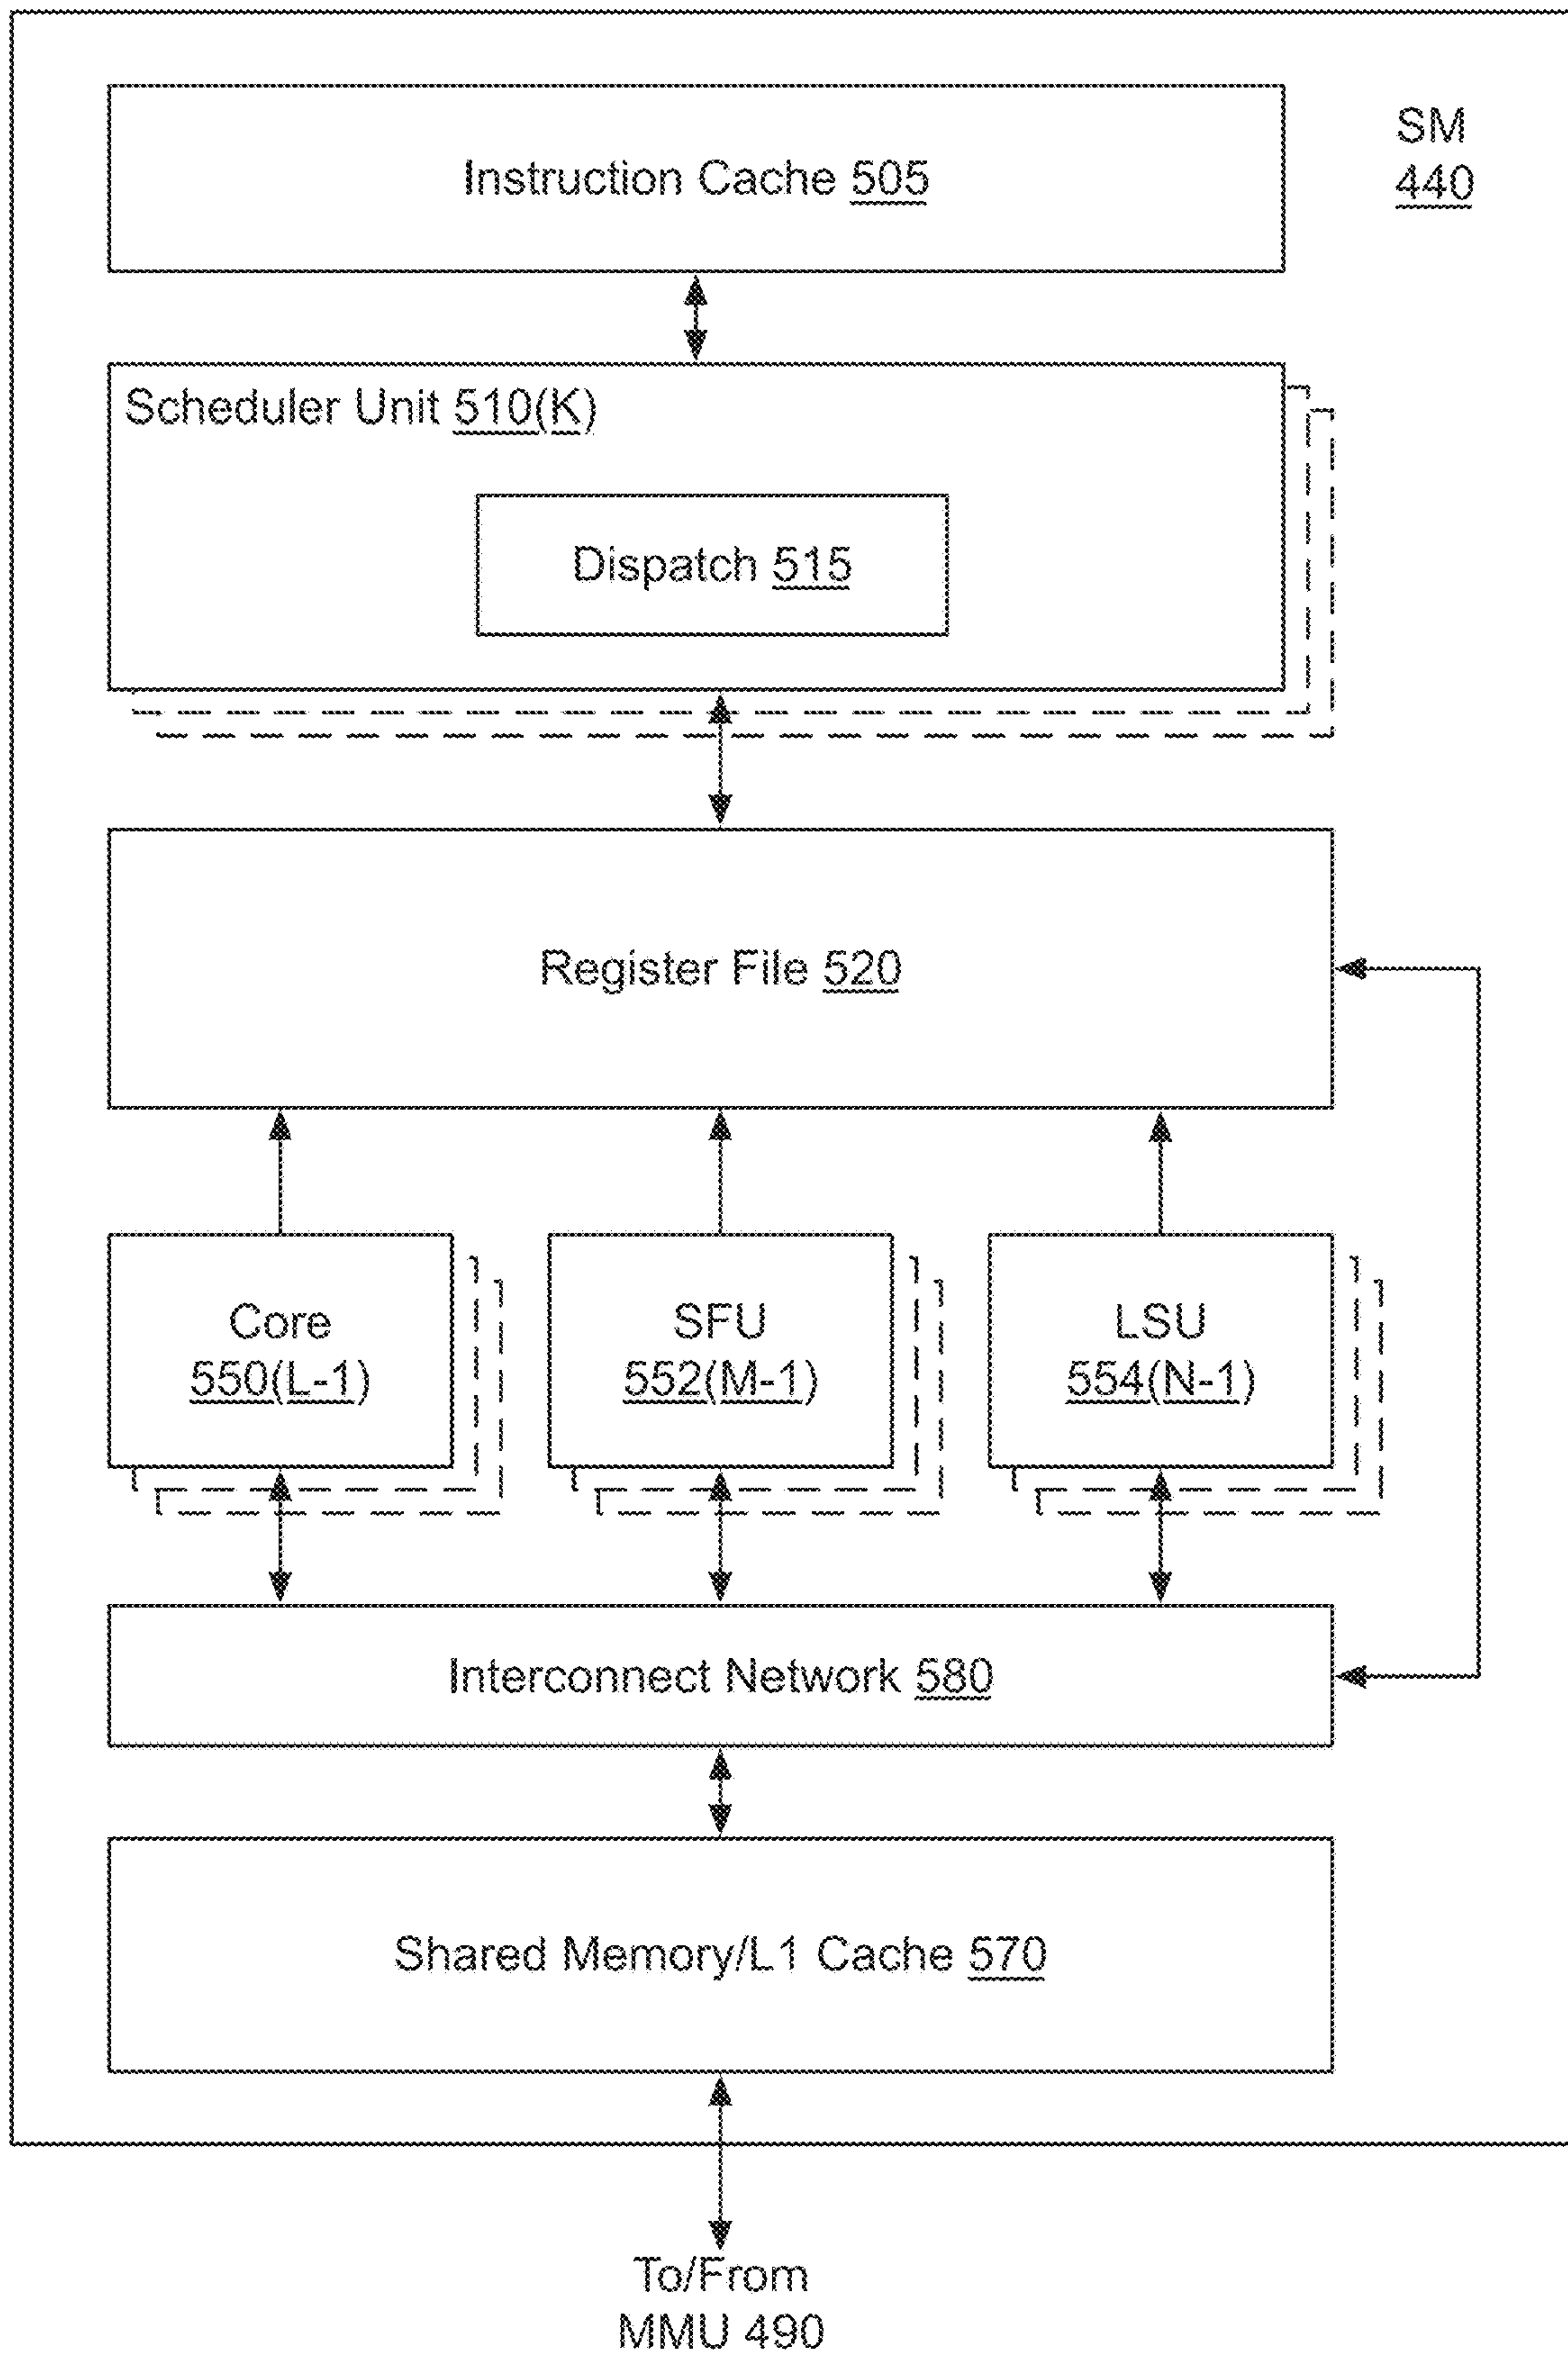 SM
440
Instruction Cache 505
Scheduler Unit 510(K)
Dispatch 515
Register File 520
Core
550(L-1)
SFU
552(M-1)
LSU
554(N-1)
Interconnect Network 580
Shared Memory/L1 Cache 570
To/From
MMU 490